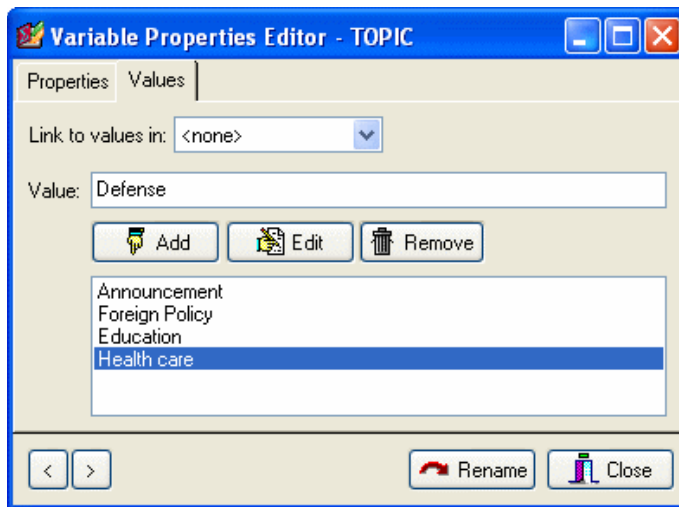 Variable Properties Editor - TOPIC
Properties Values
Link to values in: <none>
Value: Defense
Add Edit Remove
Announcement
Foreign Policy
Education
Health care
< > Rename Close